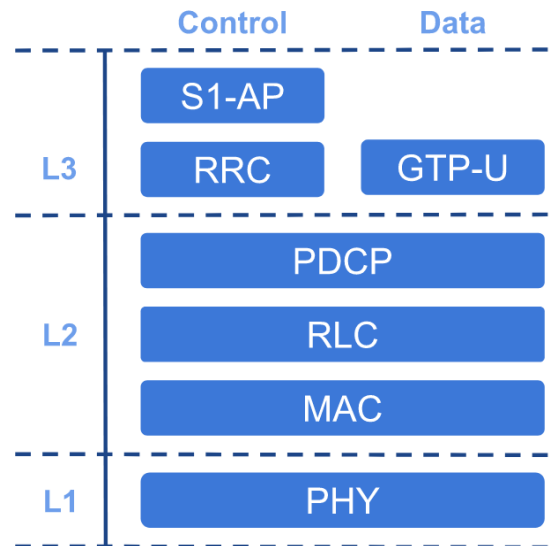 Control Data
S1-AP
L3 RRC GTP-U
PDCP
L2 RLC
MAC
L1 PHY